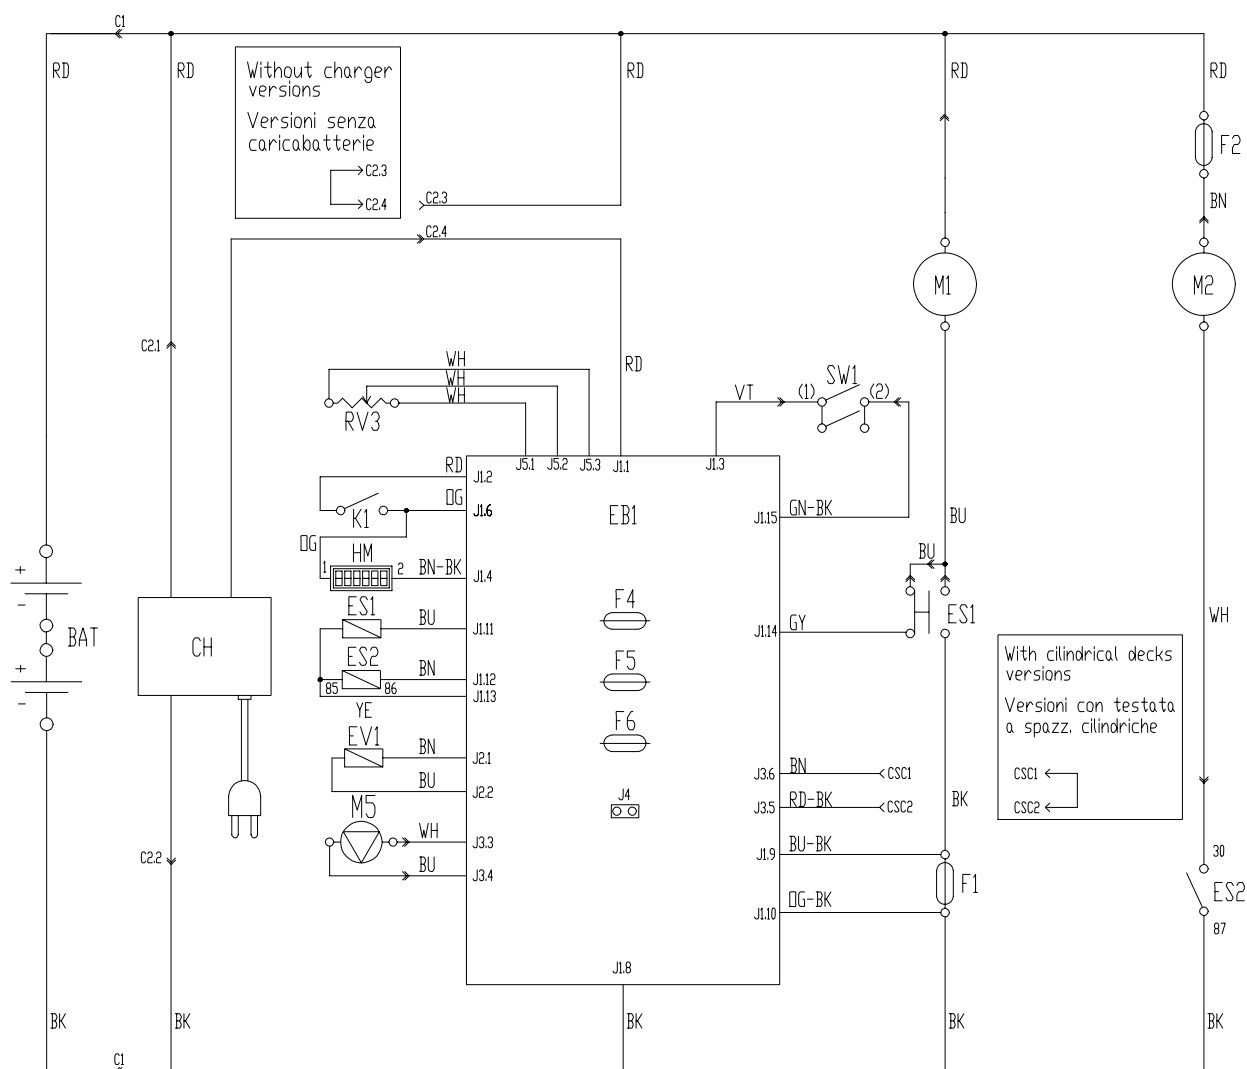 C1
RD
RD
RD
RD
RD
Without charger
versions
Versioni senza
caricabatterie
C2.3
C2.4
C2.3
C2.4
F2
BN
M1
M2
C2.1
WH
WH
WH
RV3
RD
VT
(1)
SW1
(2)
J5.1
J5.2
J5.3
J1.1
J1.3
RD
J1.2
OG
J1.6
K1
OG
EB1
J1.15
GN-BK
BU
HM
1
2
BN-BK
J1.4
BU
ES1
BU
J1.11
F4
J1.14
GY
ES1
WH
+
-
BAT
+
-
CH
ES2
BN
85
86
J1.12
J1.13
F5
YE
EV1
BN
J2.1
BU
J2.2
F6
With cilindrical decks
versions
Versioni con testata
a spazz. cilindriche
CSC1
CSC2
J3.6
BN
CSC1
J3.5
RD-BK
CSC2
BK
J4
M5
WH
J3.3
BU
J3.4
C2.2
J1.9
BU-BK
F1
J1.10
OG-BK
30
ES2
87
J1.8
BK
BK
BK
BK
BK
C1